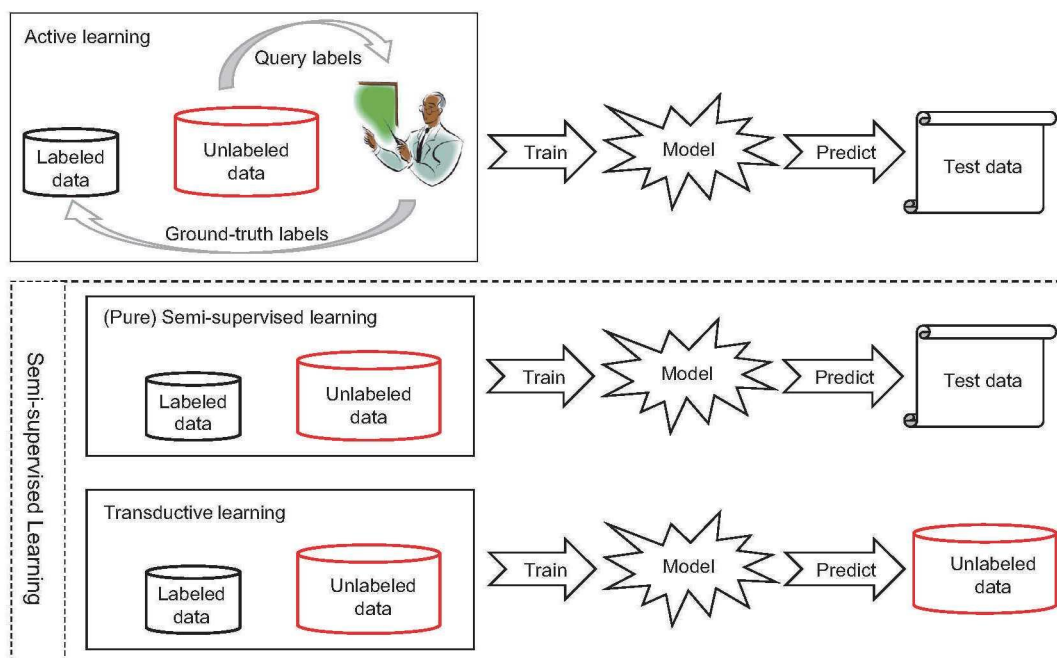 Active learning
Query labels
Labeled
data
Unlabeled
data
Ground-truth labels
Train
Model
Predict
Test data
Semi-supervised Learning
(Pure) Semi-supervised learning
Labeled
data
Unlabeled
data
Train
Model
Predict
Test data
Transductive learning
Labeled
data
Unlabeled
data
Train
Model
Predict
Unlabeled
data